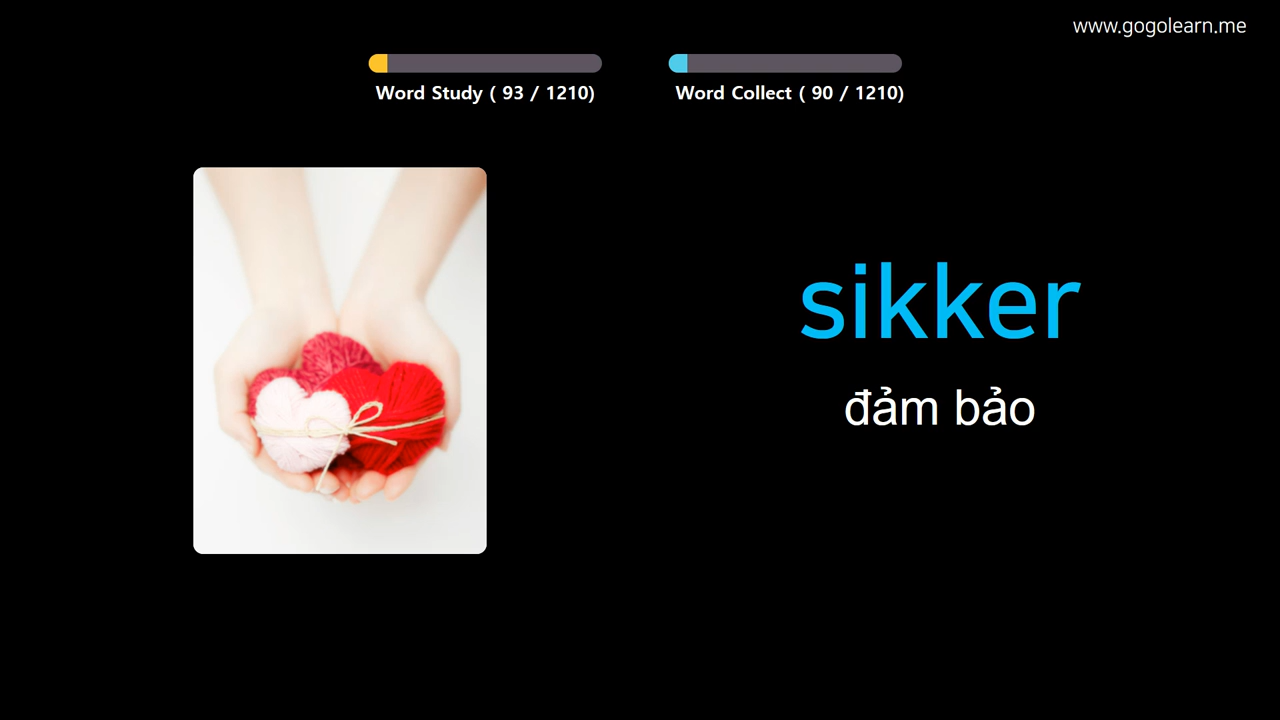 www.gogolearn.me
Word Study ( 93 / 1210)
Word Collect ( 90 / 1210)
sikker
đảm bảo